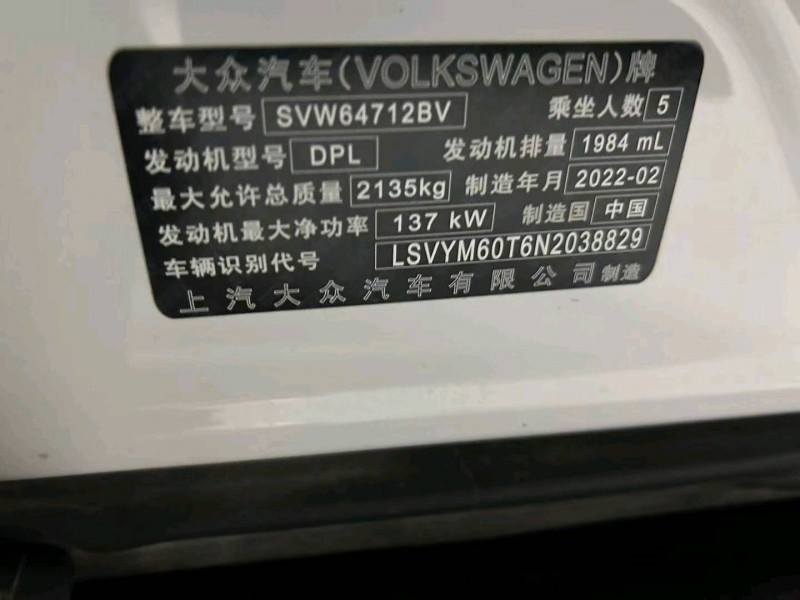 大众汽车(VOLKSWAGEN)牌
整车型号 SVW64712BV 乘坐人数 5
发动机型号 DPL 发动机排量 1984 mL
最大允许总质量 2135kg 制造年月 2022-02
发动机最大净功率 137 kW 制造国 中国
车辆识别代号 LSVYM60T6N2038829
上汽大众汽车有限公司制造